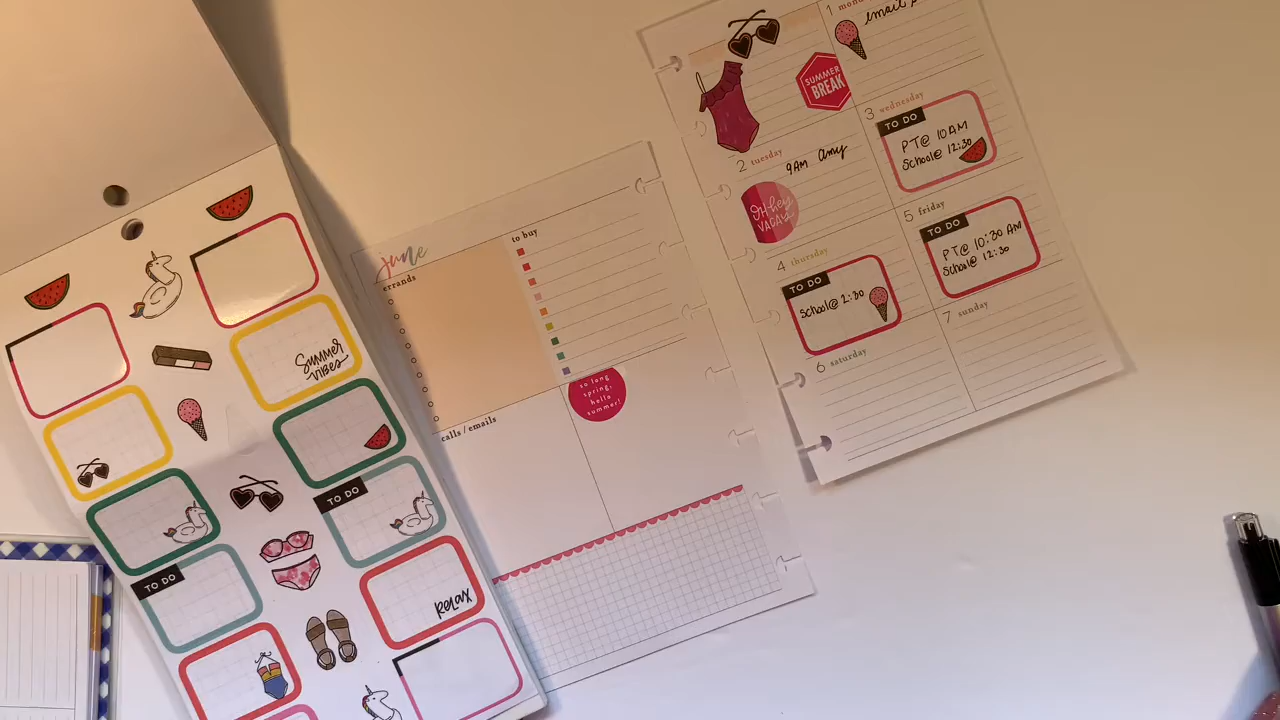 SUMMER
VIBES
TO DO
TO DO
RELAX
june
errands
to buy
calls / emails
so long
spring,
hello
summer!
SUMMER
BREAK
1
email
2 tuesday
9AM amy
OH hey
VACAY
3 wednesday
TO DO
PT@ 10AM
School@ 12:30
4 thursday
TO DO
School@ 2:30
5 friday
TO DO
PT@ 10:30 AM
School@ 12:30
6 saturday
7 sunday